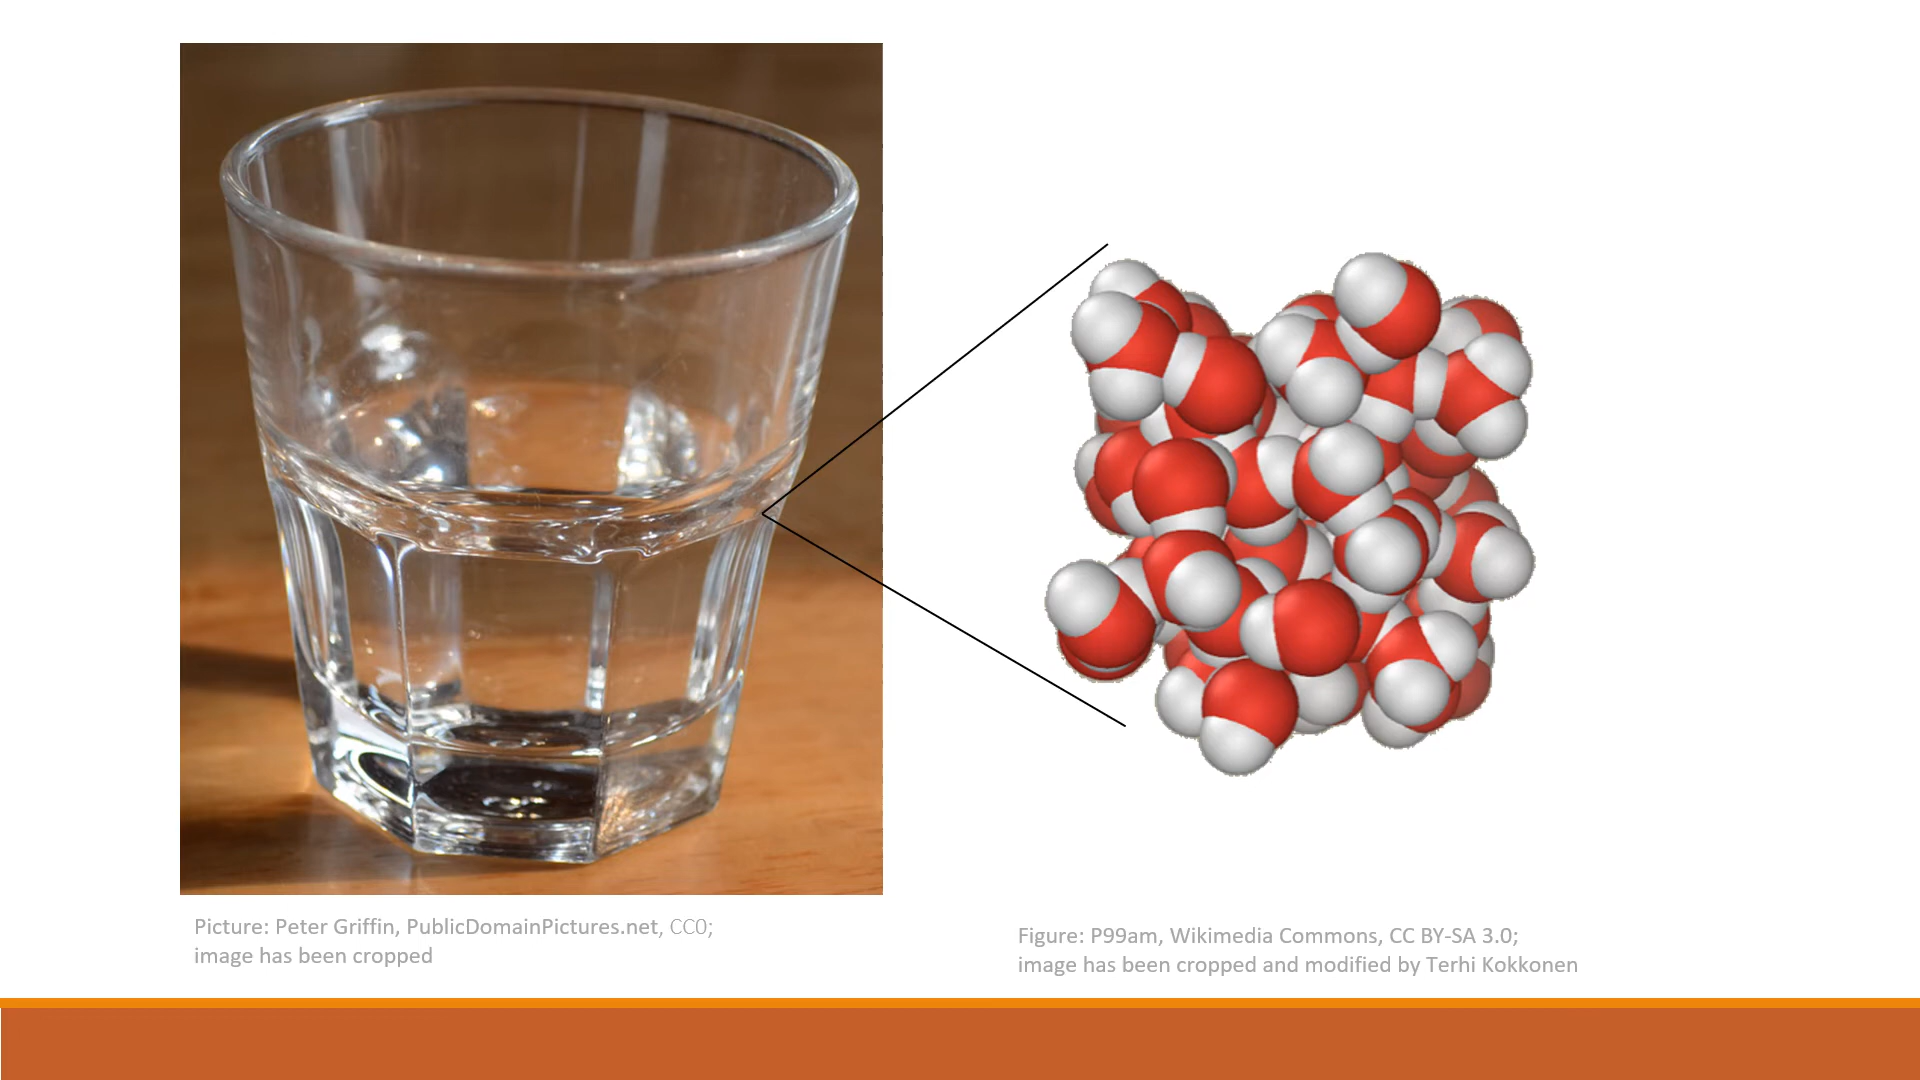 Picture: Peter Griffin, PublicDomainPictures.net, CC0;
image has been cropped
Figure: P99am, Wikimedia Commons, CC BY-SA 3.0;
image has been cropped and modified by Terhi Kokkonen